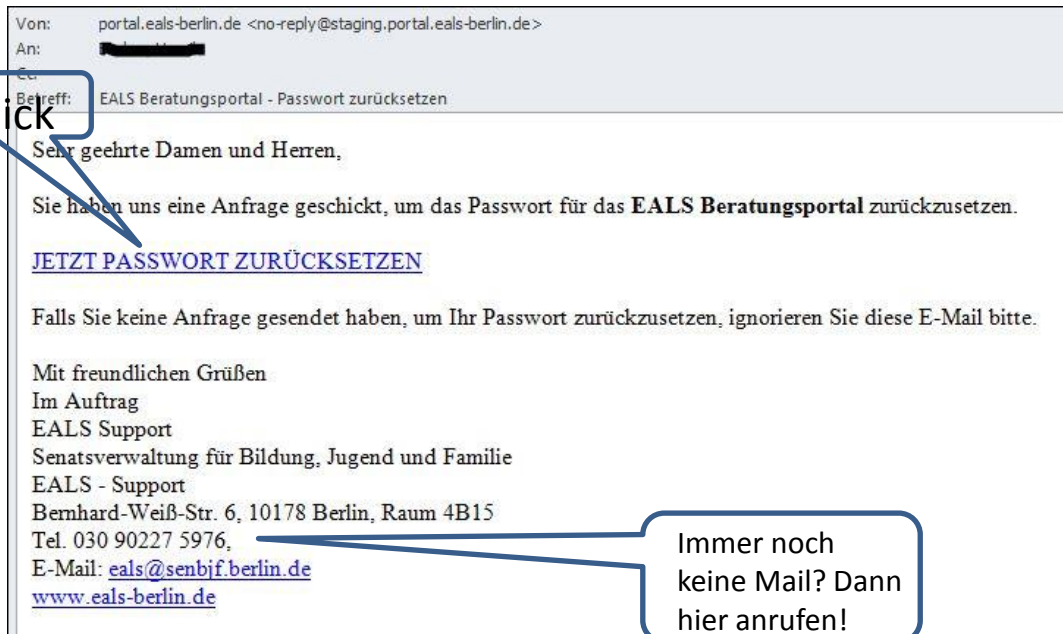 Von: portal.eals-berlin.de <no-reply@staging.portal.eals-berlin.de>
An:
Cc:
Betreff: EALS Beratungsportal - Passwort zurücksetzen
ick
Sehr geehrte Damen und Herren,
Sie haben uns eine Anfrage geschickt, um das Passwort für das EALS Beratungsportal zurückzusetzen.
JETZT PASSWORT ZURÜCKSETZEN
Falls Sie keine Anfrage gesendet haben, um Ihr Passwort zurückzusetzen, ignorieren Sie diese E-Mail bitte.
Mit freundlichen Grüßen
Im Auftrag
EALS Support
Senatsverwaltung für Bildung, Jugend und Familie
EALS - Support
Bernhard-Weiß-Str. 6, 10178 Berlin, Raum 4B15
Tel. 030 90227 5976,
E-Mail: eals@senbjf.berlin.de
www.eals-berlin.de
Immer noch
keine Mail? Dann
hier anrufen!